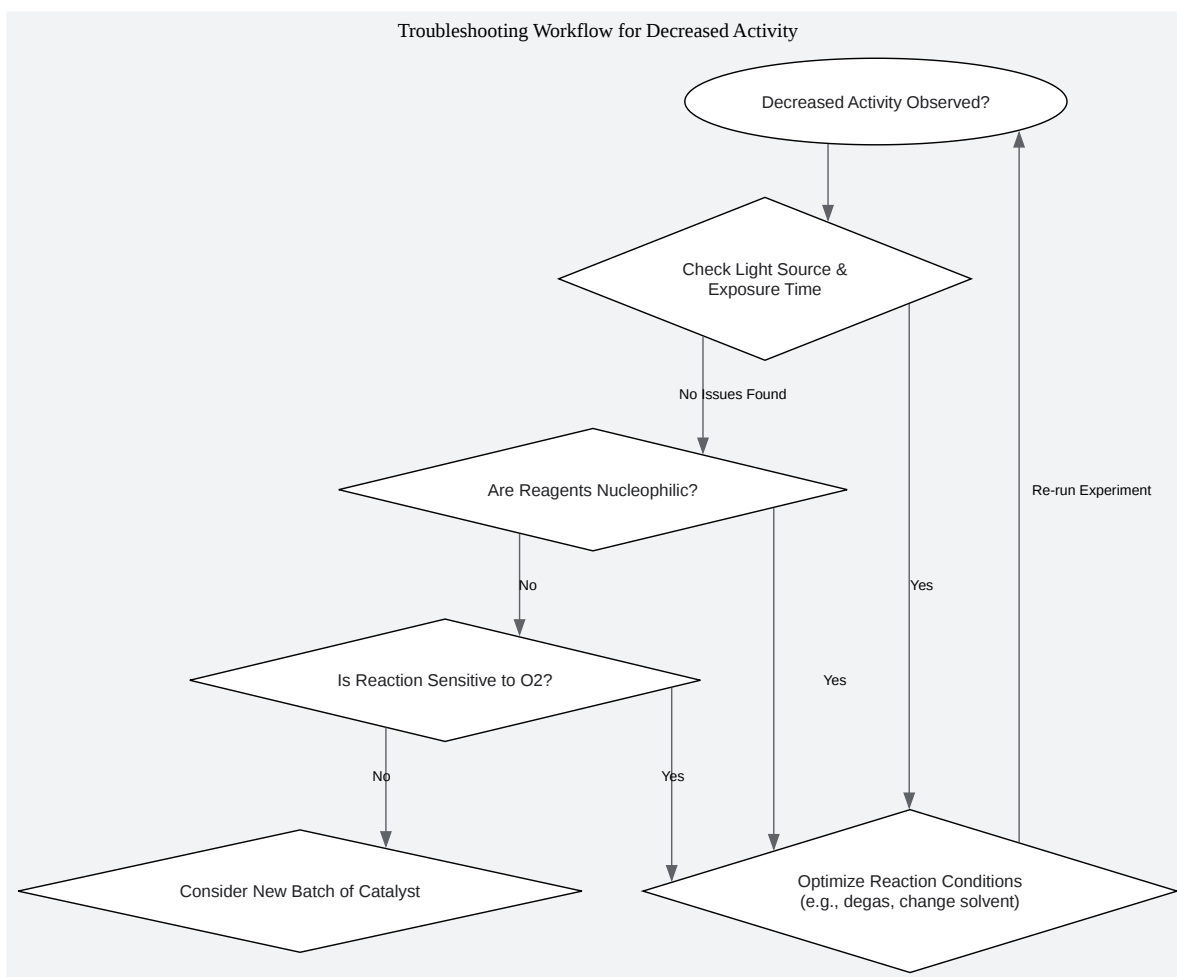 Troubleshooting Workflow for Decreased Activity
Decreased Activity Observed?
Check Light Source &
Exposure Time
No Issues Found
Are Reagents Nucleophilic?
Re-run Experiment
No
Yes
Is Reaction Sensitive to O2?
Yes
No
Yes
Consider New Batch of Catalyst
Optimize Reaction Conditions
(e.g., degas, change solvent)